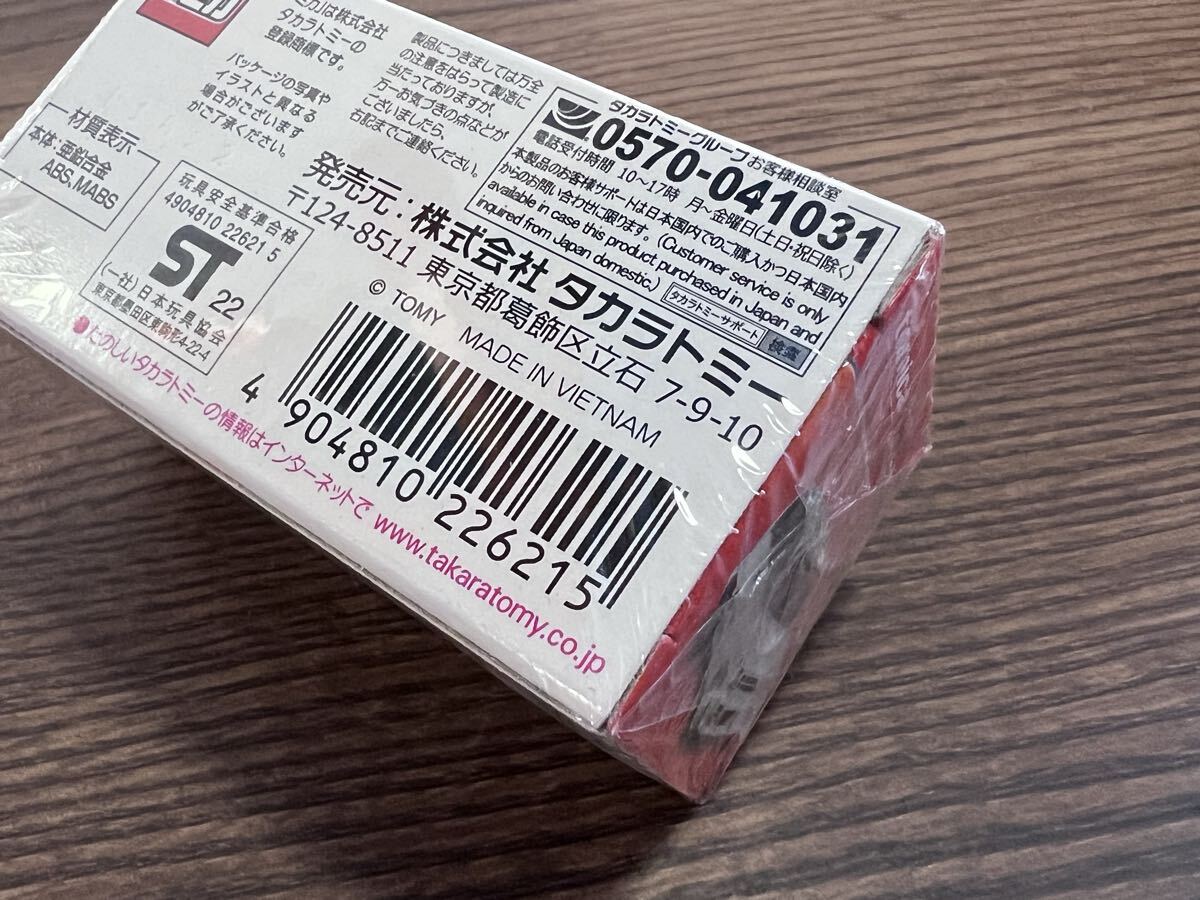 ミカ」は株式会社
タカラトミーの
登録商標です。
パッケージの写真や
イラストと異なる
場合がございます
がご了承ください。
製品につきましては万全
の注意をはらって製造に
当たっておりますが、
万一お気づきの点などが
ございましたら、
右記までご連絡ください。
タカラトミーグループお客様相談室
0570-041031
電話受付時間 10~17時 月~金曜日(土日・祝日除く)
本製品のお客様サポートは日本国内でのご購入かつ日本国内
からのお問い合わせに限ります。(Customer service is only
available in case this product purchased in Japan and
inquired from Japan domestic.)
タカラトミーサポート 検索
材質表示
本体:亜鉛合金
ABS,MABS
玩具安全基準合格
4904810 22621 5
ST 22
(一社)日本玩具協会
東京都墨田区東駒形4-22-4
発売元:株式会社 タカラトミー
〒124-8511 東京都葛飾区立石 7-9-10
© TOMY MADE IN VIETNAM
4 904810 226215
●たのしいタカラトミーの情報はインターネットで www.takaratomy.co.jp